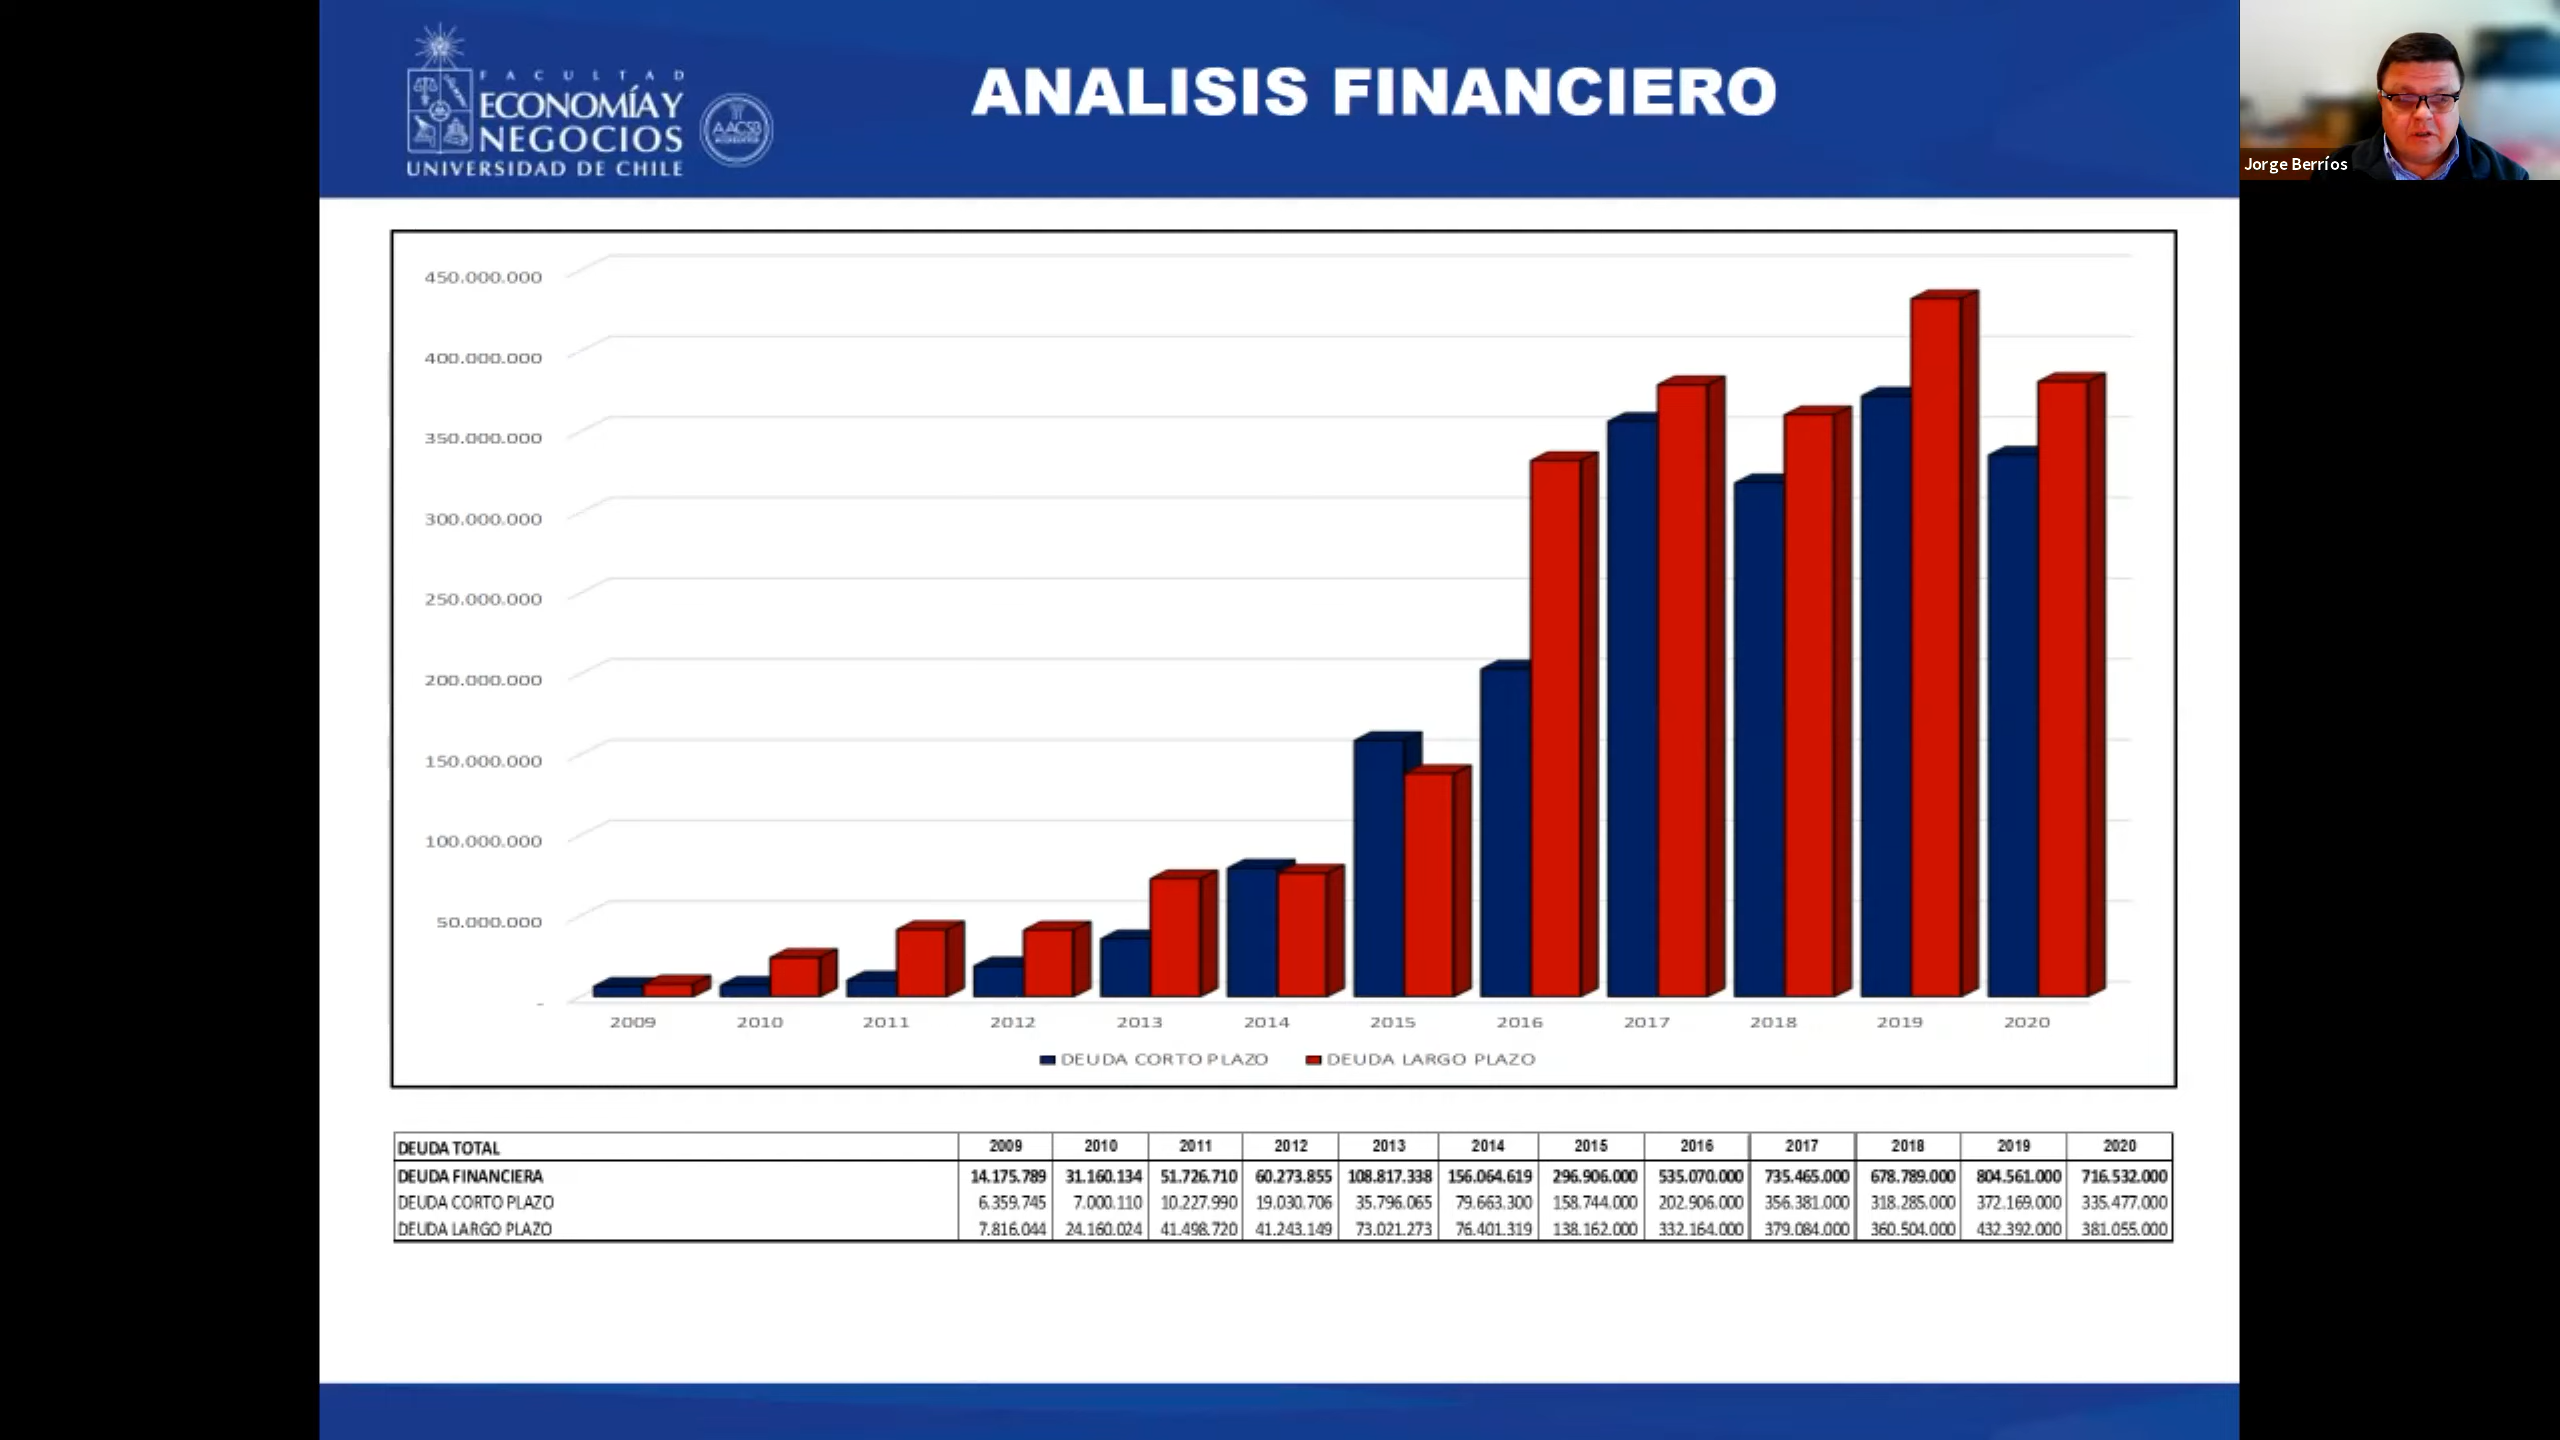 FACULTAD
ECONOMÍA Y
NEGOCIOS
UNIVERSIDAD DE CHILE
AACSB
ANALISIS FINANCIERO
Jorge Berríos
450.000.000
400.000.000
350.000.000
300.000.000
250.000.000
200.000.000
150.000.000
100.000.000
50.000.000
-
2009 2010 2011 2012 2013 2014 2015 2016 2017 2018 2019 2020
DEUDA CORTO PLAZO DEUDA LARGO PLAZO
DEUDA TOTAL 2009 2010 2011 2012 2013 2014 2015 2016 2017 2018 2019 2020
DEUDA FINANCIERA 14.175.789 31.160.134 51.726.710 60.273.855 108.817.338 156.064.619 296.906.000 535.070.000 735.465.000 678.789.000 804.561.000 716.532.000
DEUDA CORTO PLAZO 6.359.745 7.000.110 10.227.990 19.030.706 35.796.065 79.663.300 158.744.000 202.906.000 356.381.000 318.285.000 372.169.000 335.477.000
DEUDA LARGO PLAZO 7.816.044 24.160.024 41.498.720 41.243.149 73.021.273 76.401.319 138.162.000 332.164.000 379.084.000 360.504.000 432.392.000 381.055.000